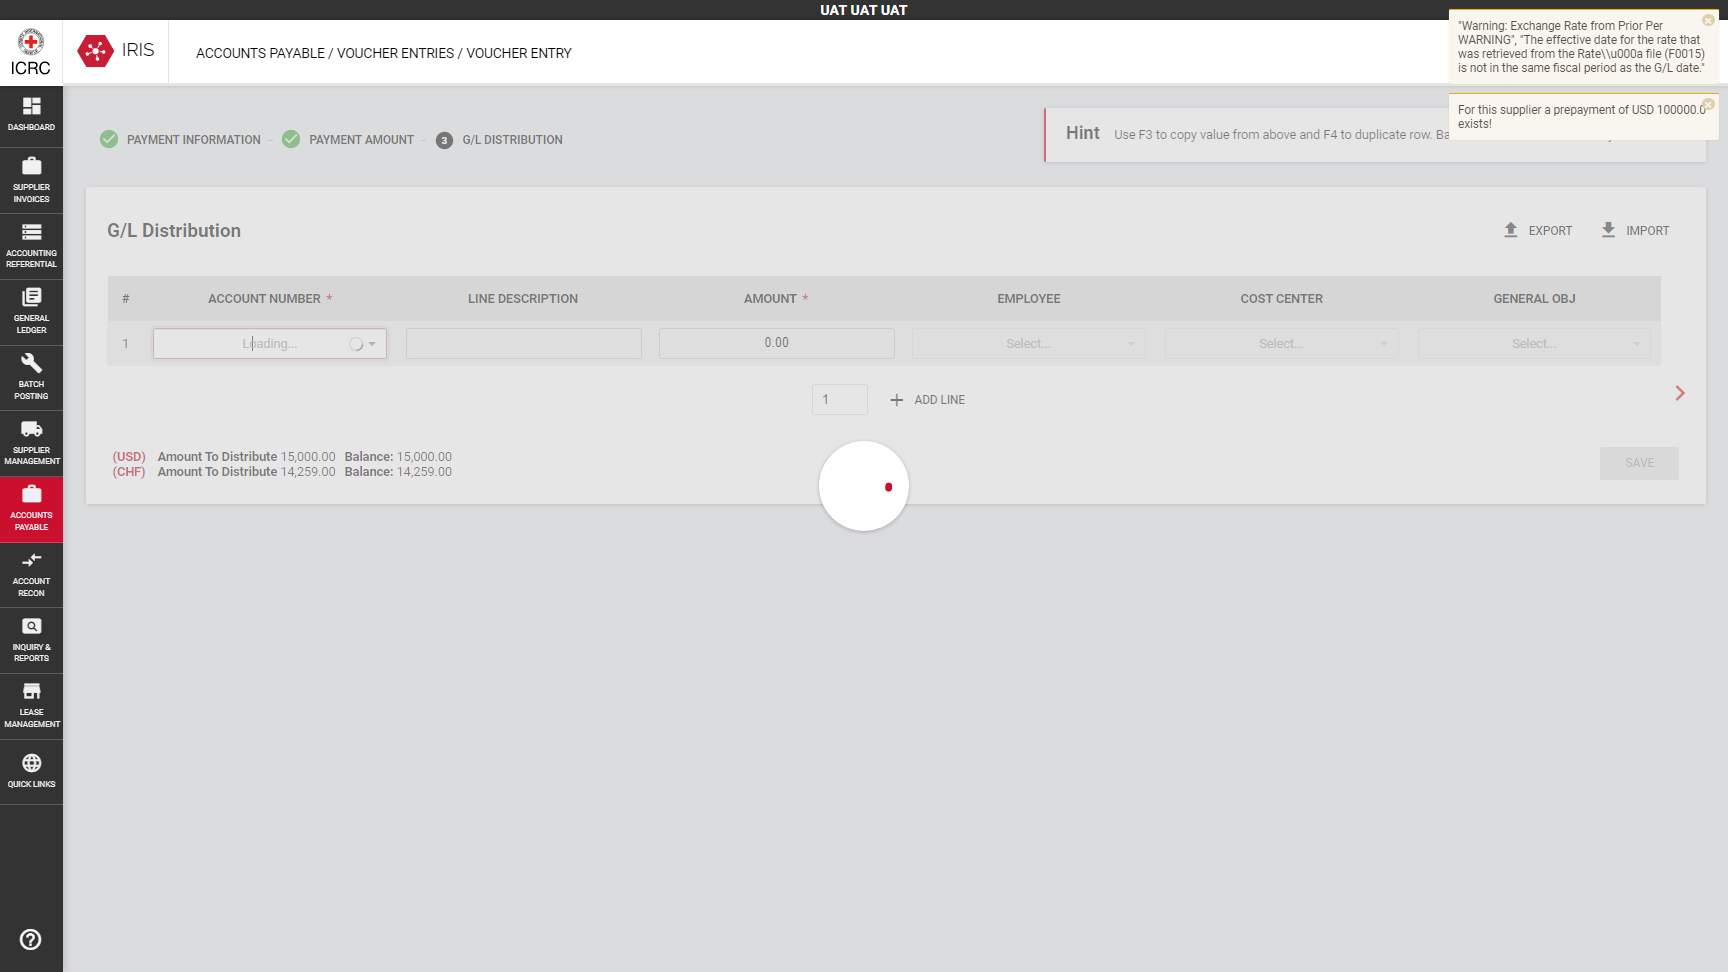 UAT UAT UAT
ICRC
IRIS
ACCOUNTS PAYABLE / VOUCHER ENTRIES / VOUCHER ENTRY
"Warning: Exchange Rate from Prior Per
WARNING", "The effective date for the rate that
was retrieved from the Rate\\u000a file (F0015)
is not in the same fiscal period as the G/L date."
For this supplier a prepayment of USD 100000.0
exists!
DASHBOARD
SUPPLIER
INVOICES
ACCOUNTING
REFERENTIAL
GENERAL
LEDGER
BATCH
POSTING
SUPPLIER
MANAGEMENT
ACCOUNTS
PAYABLE
ACCOUNT
RECON
INQUIRY &
REPORTS
LEASE
MANAGEMENT
QUICK LINKS
PAYMENT INFORMATION
PAYMENT AMOUNT
3 G/L DISTRIBUTION
Hint Use F3 to copy value from above and F4 to duplicate row. Ba
G/L Distribution
EXPORT
IMPORT
# ACCOUNT NUMBER * LINE DESCRIPTION AMOUNT * EMPLOYEE COST CENTER GENERAL OBJ
1 Loading... 0.00 Select... Select... Select...
1 ADD LINE
(USD) Amount To Distribute 15,000.00 Balance: 15,000.00
(CHF) Amount To Distribute 14,259.00 Balance: 14,259.00
SAVE